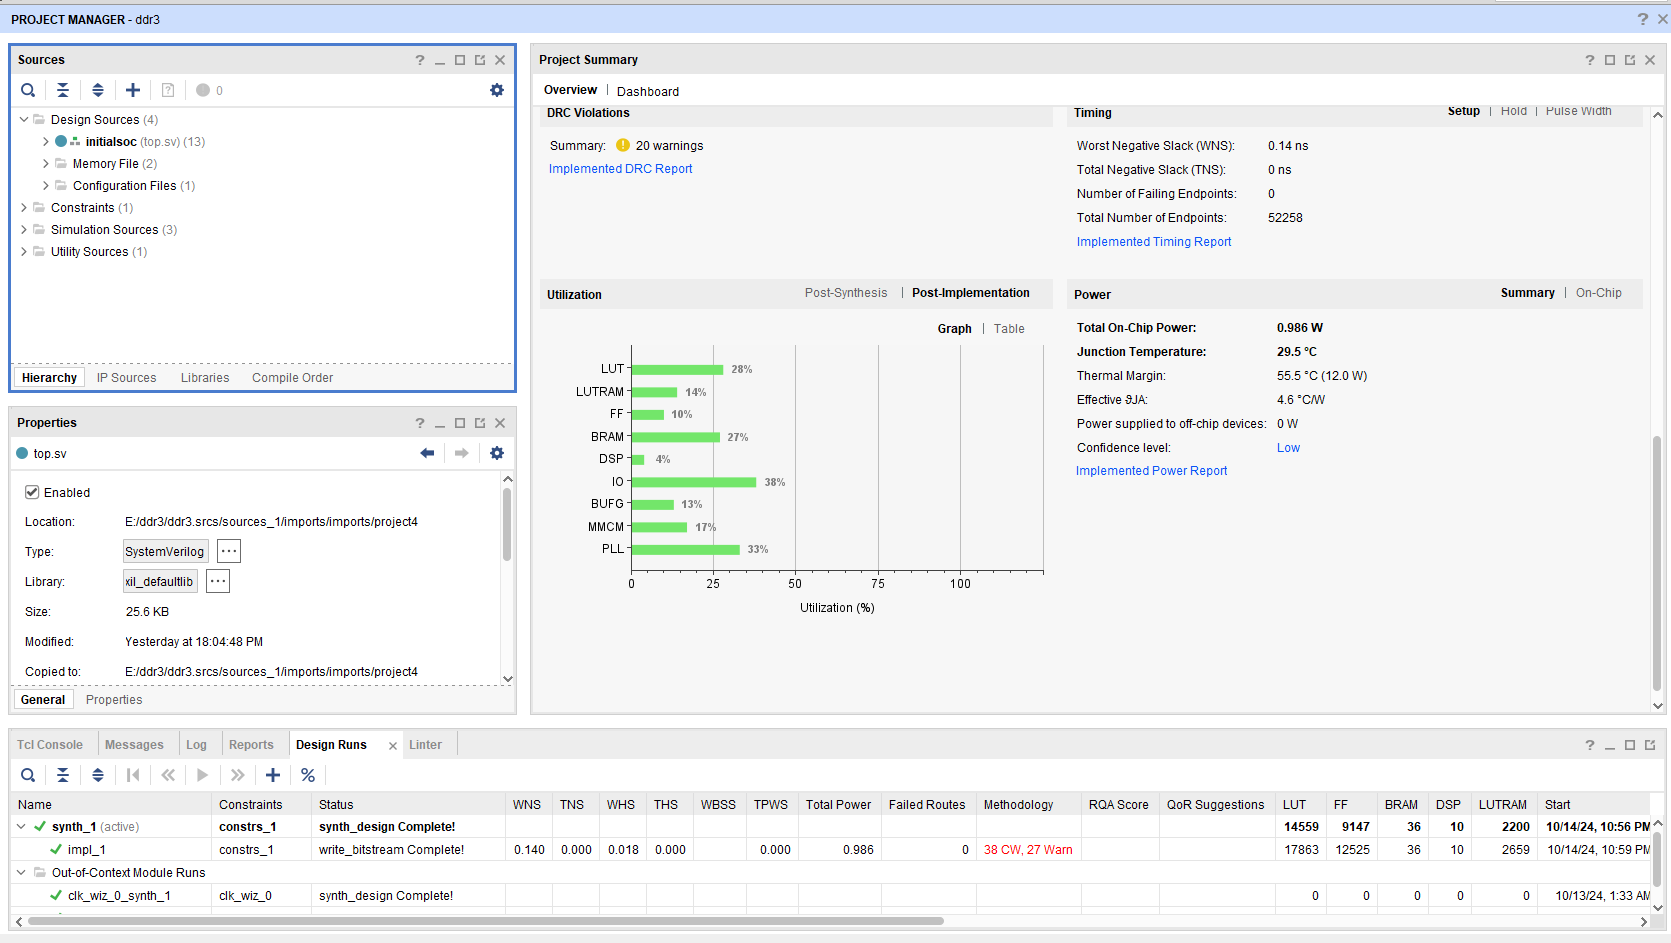 PROJECT MANAGER - ddr3
Sources
0
Design Sources (4)
initialsoc (top.sv) (13)
Memory File (2)
Configuration Files (1)
Constraints (1)
Simulation Sources (3)
Utility Sources (1)
Hierarchy IP Sources Libraries Compile Order
Properties
top.sv
Enabled
Location: E:/ddr3/ddr3.srcs/sources_1/imports/imports/project4
Type: SystemVerilog ...
Library: xil_defaultlib ...
Size: 25.6 KB
Modified: Yesterday at 18:04:48 PM
Copied to: E:/ddr3/ddr3.srcs/sources_1/imports/imports/project4
General Properties
Project Summary
Overview | Dashboard
DRC Violations
Summary: 20 warnings
Implemented DRC Report
Timing Setup | Hold | Pulse Width
Worst Negative Slack (WNS): 0.14 ns
Total Negative Slack (TNS): 0 ns
Number of Failing Endpoints: 0
Total Number of Endpoints: 52258
Implemented Timing Report
Utilization Post-Synthesis | Post-Implementation
Graph | Table
LUT 28%
LUTRAM 14%
FF 10%
BRAM 27%
DSP 4%
IO 38%
BUFG 13%
MMCM 17%
PLL 33%
0 25 50 75 100
Utilization (%)
Power Summary | On-Chip
Total On-Chip Power: 0.986 W
Junction Temperature: 29.5 °C
Thermal Margin: 55.5 °C (12.0 W)
Effective ϑJA: 4.6 °C/W
Power supplied to off-chip devices: 0 W
Confidence level: Low
Implemented Power Report
Tcl Console Messages Log Reports Design Runs Linter
Name Constraints Status WNS TNS WHS THS WBSS TPWS Total Power Failed Routes Methodology RQA Score QoR Suggestions LUT FF BRAM DSP LUTRAM Start
synth_1 (active) constrs_1 synth_design Complete! 14559 9147 36 10 2200 10/14/24, 10:56 PM
impl_1 constrs_1 write_bitstream Complete! 0.140 0.000 0.018 0.000 0.000 0.986 0 38 CW, 27 Warn 17863 12525 36 10 2659 10/14/24, 10:59 PM
Out-of-Context Module Runs
clk_wiz_0_synth_1 clk_wiz_0 synth_design Complete! 0 0 0 0 0 10/13/24, 1:33 AM